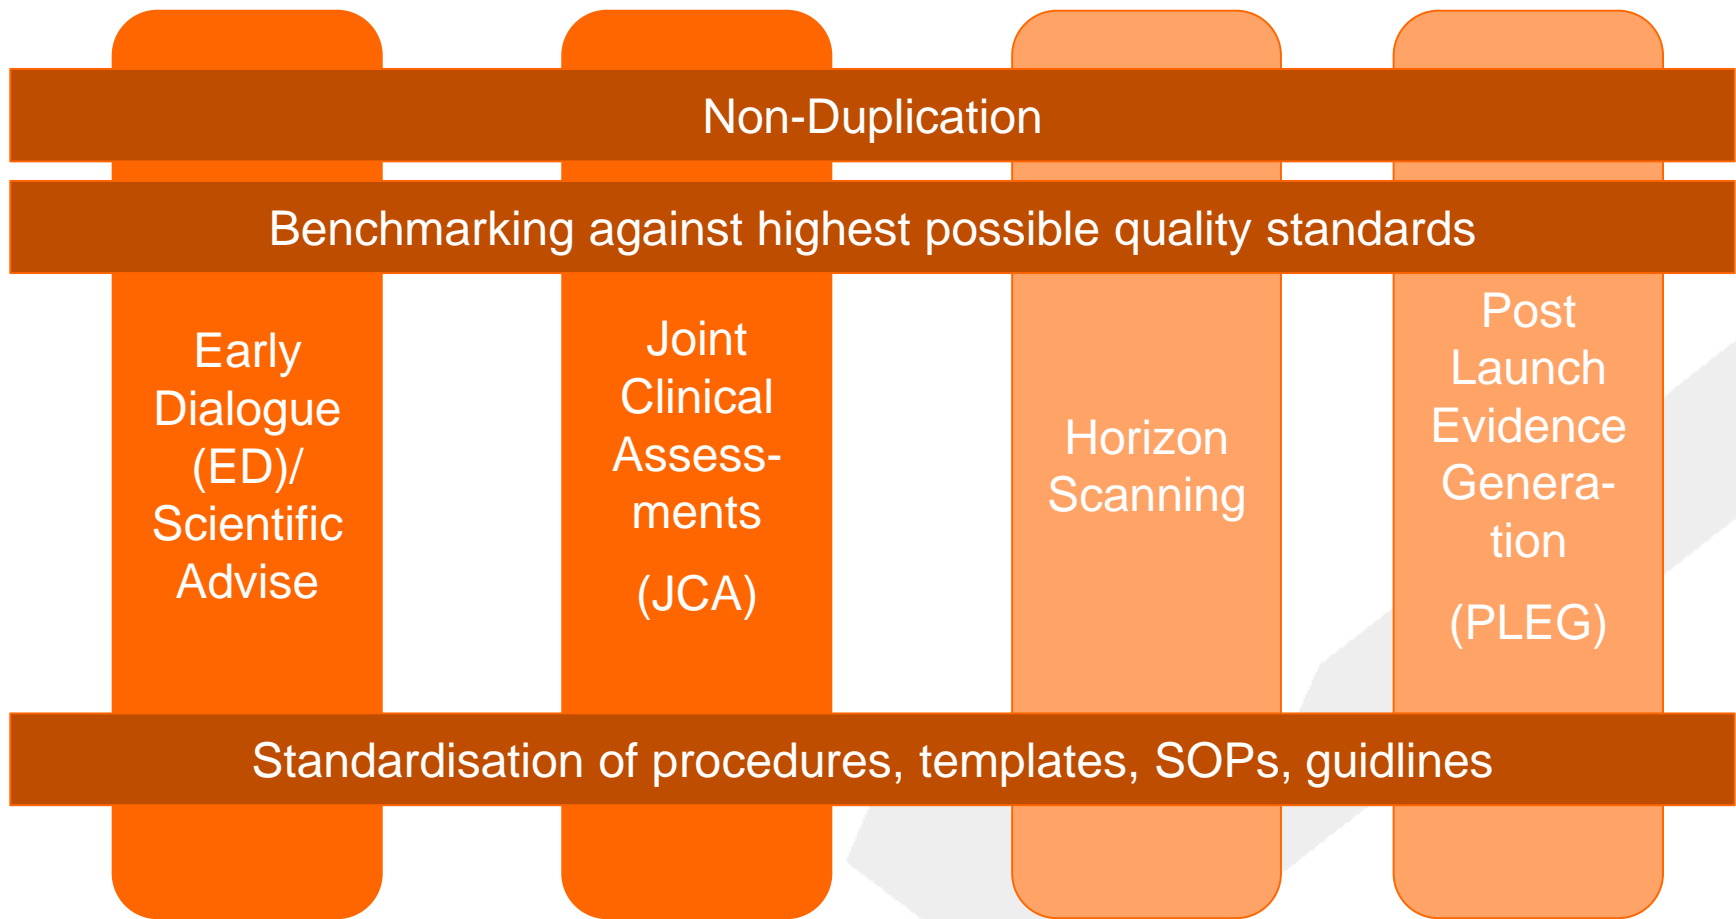 Non-Duplication
Benchmarking against highest possible quality standards
Early
Dialogue
(ED)/
Scientific
Advise
Joint
Clinical
Assess-
ments
(JCA)
Horizon
Scanning
Post
Launch
Evidence
Genera-
tion
(PLEG)
Standardisation of procedures, templates, SOPs, guidlines